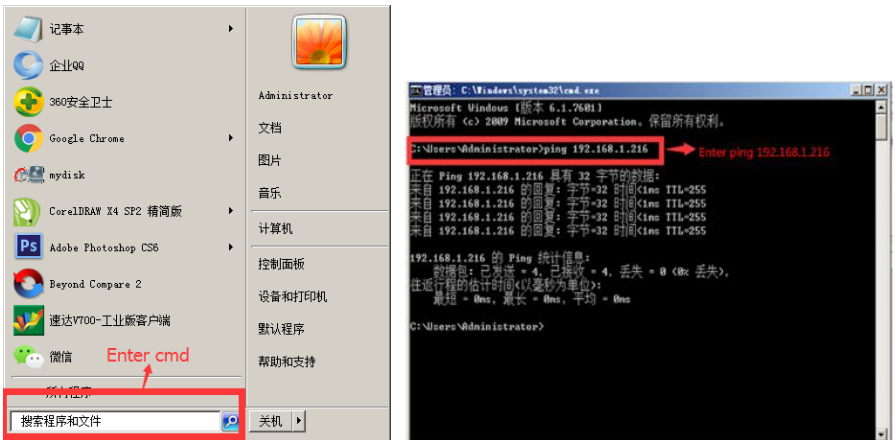 记事本
企业QQ
360安全卫士
Google Chrome
mydisk
CorelDRAW X4 SP2 精简版
Adobe Photoshop CS6
Beyond Compare 2
速达V700-工业版客户端
微信
Enter cmd
所有程序
搜索程序和文件
Administrator
文档
图片
音乐
计算机
控制面板
设备和打印机
默认程序
帮助和支持
关机
管理员: C:\Windows\system32\cmd.exe
Microsoft Windows [版本 6.1.7601]
版权所有 (c) 2009 Microsoft Corporation。保留所有权利。
C:\Users\Administrator>ping 192.168.1.216
Enter ping 192.168.1.216
正在 Ping 192.168.1.216 具有 32 字节的数据:
来自 192.168.1.216 的回复: 字节=32 时间<1ms TTL=255
来自 192.168.1.216 的回复: 字节=32 时间<1ms TTL=255
来自 192.168.1.216 的回复: 字节=32 时间<1ms TTL=255
来自 192.168.1.216 的回复: 字节=32 时间<1ms TTL=255
192.168.1.216 的 Ping 统计信息:
数据包: 已发送 = 4，已接收 = 4，丢失 = 0 (0% 丢失)，
往返行程的估计时间(以毫秒为单位):
最短 = 0ms，最长 = 0ms，平均 = 0ms
C:\Users\Administrator>